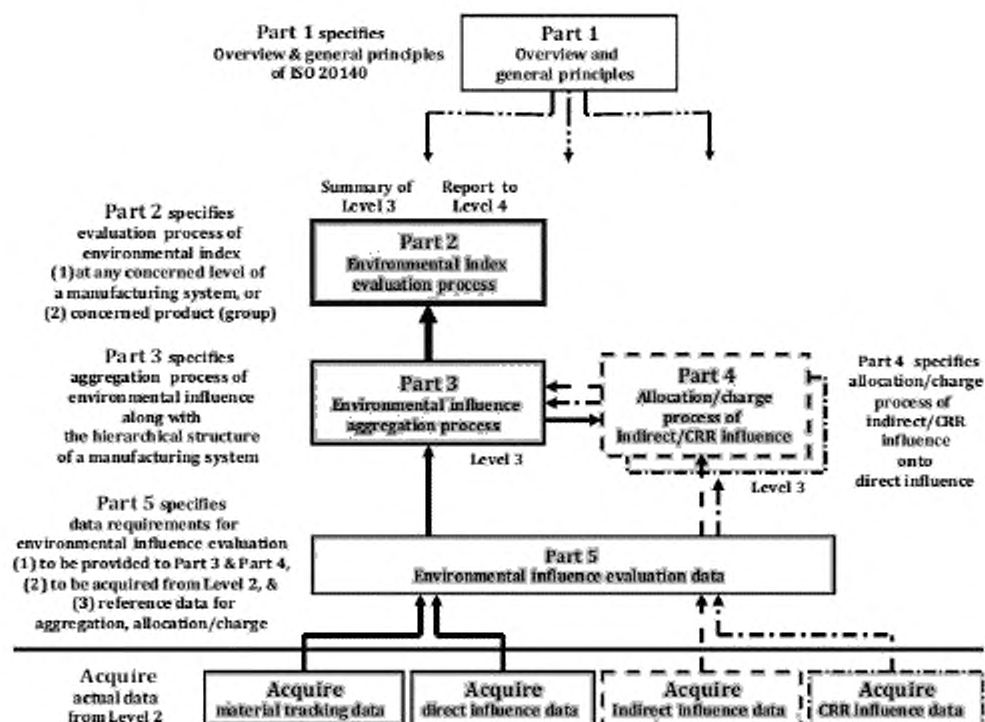 Part 1 specifies
Overview & general principles
of ISO 20140
Part 1
Overview and
general principles
Summary of
Level 3
Report to
Level 4
Part 2 specifies
evaluation process of
environmental index
(1)at any concerned level of
a manufacturing system, or
(2) concerned product (group)
Part 2
Environmental index
evaluation process
Part 3 specifies
aggregation process of
environmental influence
along with
the hierarchical structure
of a manufacturing system
Part 3
Environmental influence
aggregation process
Level 3
Part 4
Allocation/charge
process of
indirect/CRR influence
Level 3
Part 4 specifies
allocation/charge
process of
indirect/CRR
influence
onto
direct influence
Part 5 specifies
data requirements for
environmental influence evaluation
(1) to be provided to Part 3 & Part 4,
(2) to be acquired from Level 2, &
(3) reference data for
aggregation, allocation/charge
Part 5
Environmental influence evaluation data
Acquire
actual data
from Level 2
Acquire
material tracking data
Acquire
direct influence data
Acquire
Indirect influence data
Acquire
CRR Influence data